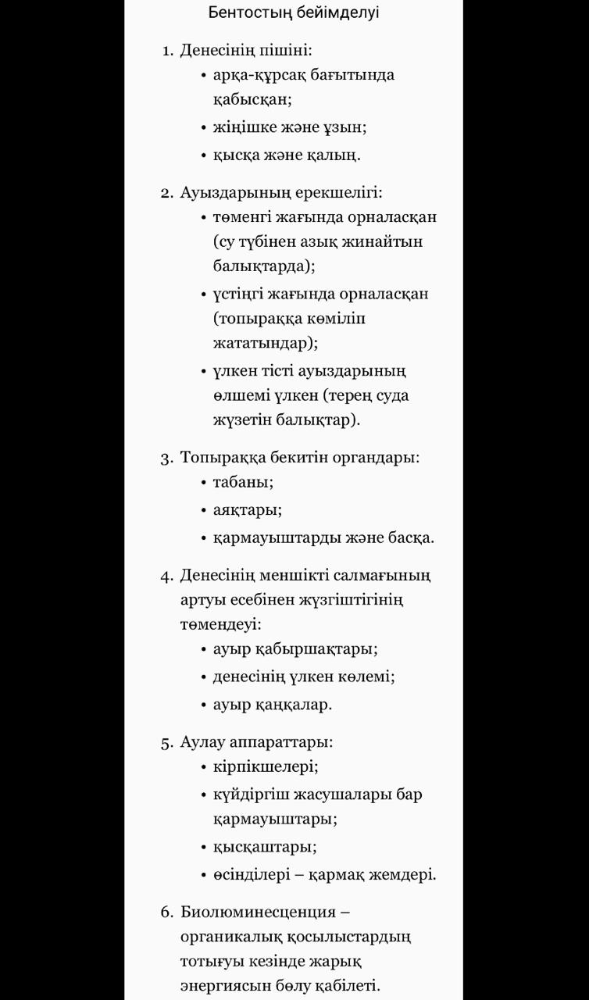 Бентостың бейімделуі
1. Денесінің пішіні:
• арқа-құрсақ бағытында
қабысқан;
• жіңішке және ұзын;
• қысқа және қалың.
2. Ауыздарының ерекшелігі:
• төменгі жағында орналасқан
(су түбінен азық жинайтын
балықтарда);
• үстіңгі жағында орналасқан
(топыраққа көміліп
жататындар);
• үлкен тісті ауыздарының
өлшемі үлкен (терең суда
жүзетін балықтар).
3. Топыраққа бекитін органдары:
• табаны;
• аяқтары;
• қармауыштарды және басқа.
4. Денесінің меншікті салмағының
артуы есебінен жүзгіштігінің
төмендеуі:
• ауыр қабыршақтары;
• денесінің үлкен көлемі;
• ауыр қаңқалар.
5. Аулау аппараттары:
• кірпікшелері;
• күйдіргіш жасушалары бар
қармауыштары;
• қысқаштары;
• өсінділері – қармақ жемдері.
6. Биолюминесценция –
органикалық қосылыстардың
тотығуы кезінде жарық
энергиясын бөлу қабілеті.